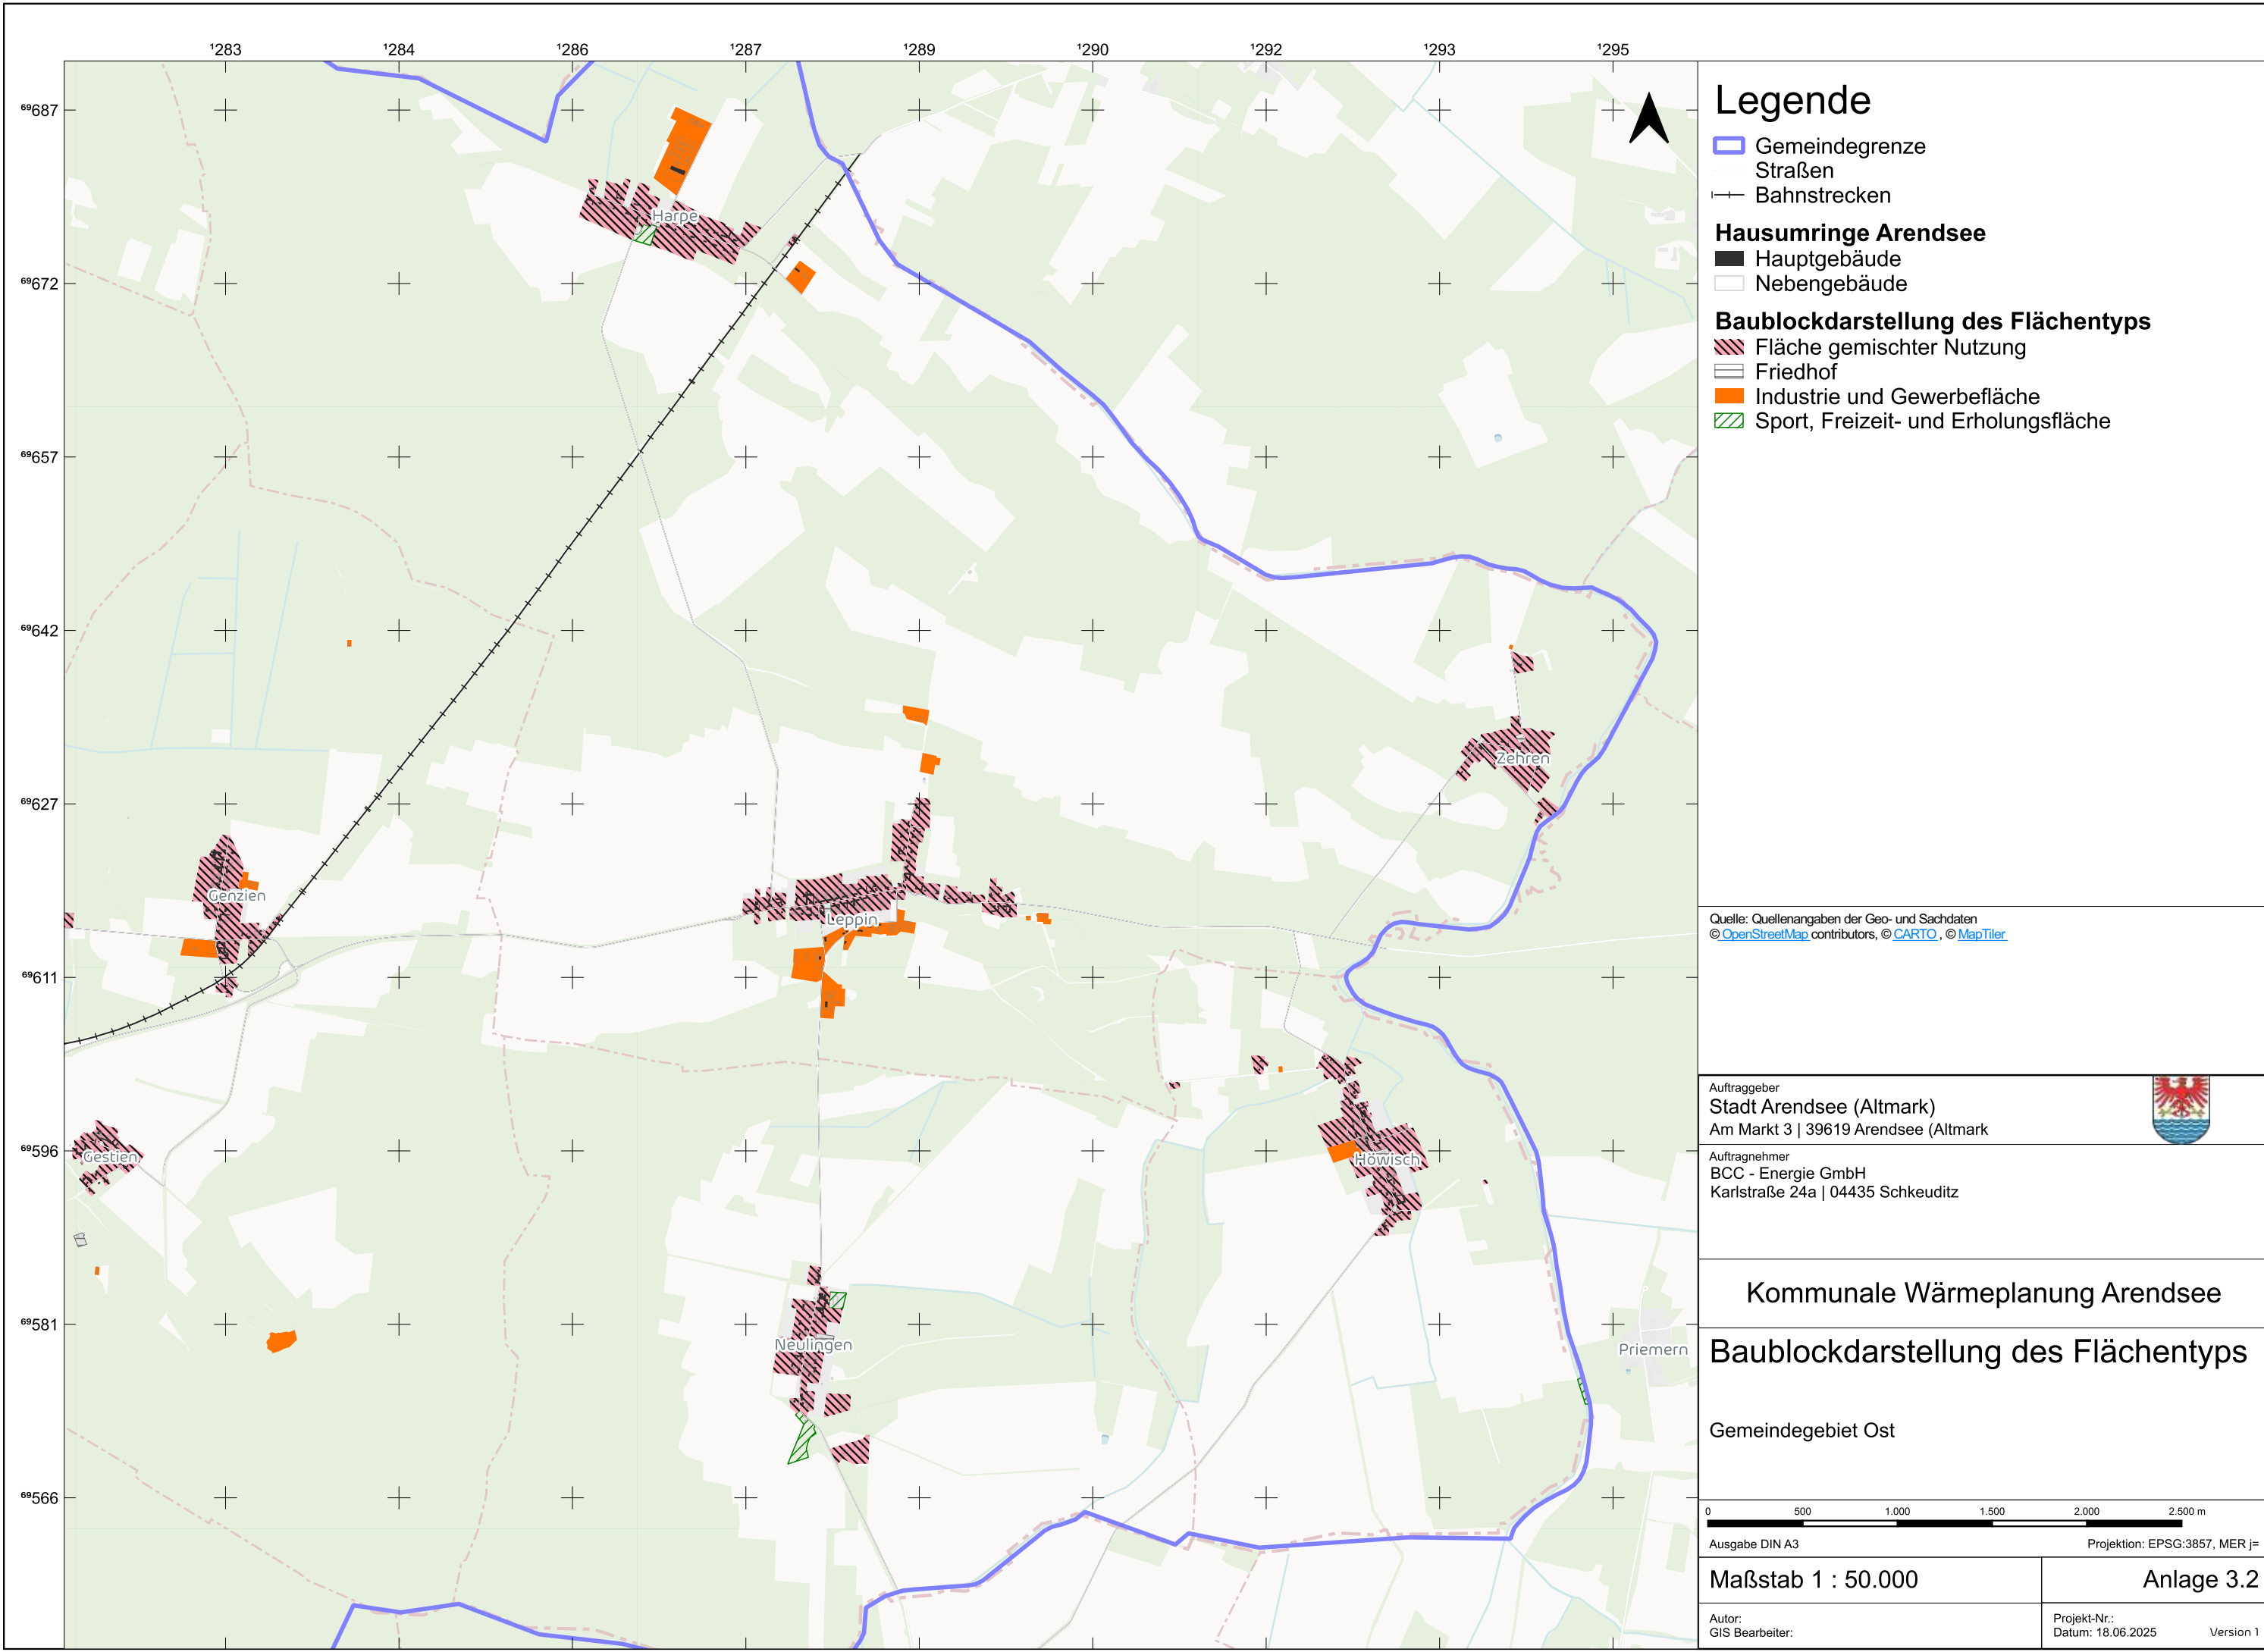 ¹283 ¹284 ¹286 ¹287 ¹289 ¹290 ¹292 ¹293 ¹295
⁶⁹687
⁶⁹672
⁶⁹657
⁶⁹642
⁶⁹627
⁶⁹611
⁶⁹596
⁶⁹581
⁶⁹566
Harpe
Zehren
Genzien
Leppin
Gestien
Höwisch
Neulingen
Priemern
Legende
Gemeindegrenze
Straßen
Bahnstrecken
Hausumringe Arendsee
Hauptgebäude
Nebengebäude
Baublockdarstellung des Flächentyps
Fläche gemischter Nutzung
Friedhof
Industrie und Gewerbefläche
Sport, Freizeit- und Erholungsfläche
Quelle: Quellenangaben der Geo- und Sachdaten
© OpenStreetMap contributors, © CARTO , © MapTiler
Auftraggeber
Stadt Arendsee (Altmark)
Am Markt 3 | 39619 Arendsee (Altmark
Auftragnehmer
BCC - Energie GmbH
Karlstraße 24a | 04435 Schkeuditz
Kommunale Wärmeplanung Arendsee
Baublockdarstellung des Flächentyps
Gemeindegebiet Ost
0 500 1.000 1.500 2.000 2.500 m
Ausgabe DIN A3 Projektion: EPSG:3857, MER j=
Maßstab 1 : 50.000 Anlage 3.2
Autor: Projekt-Nr.:
GIS Bearbeiter: Datum: 18.06.2025 Version 1